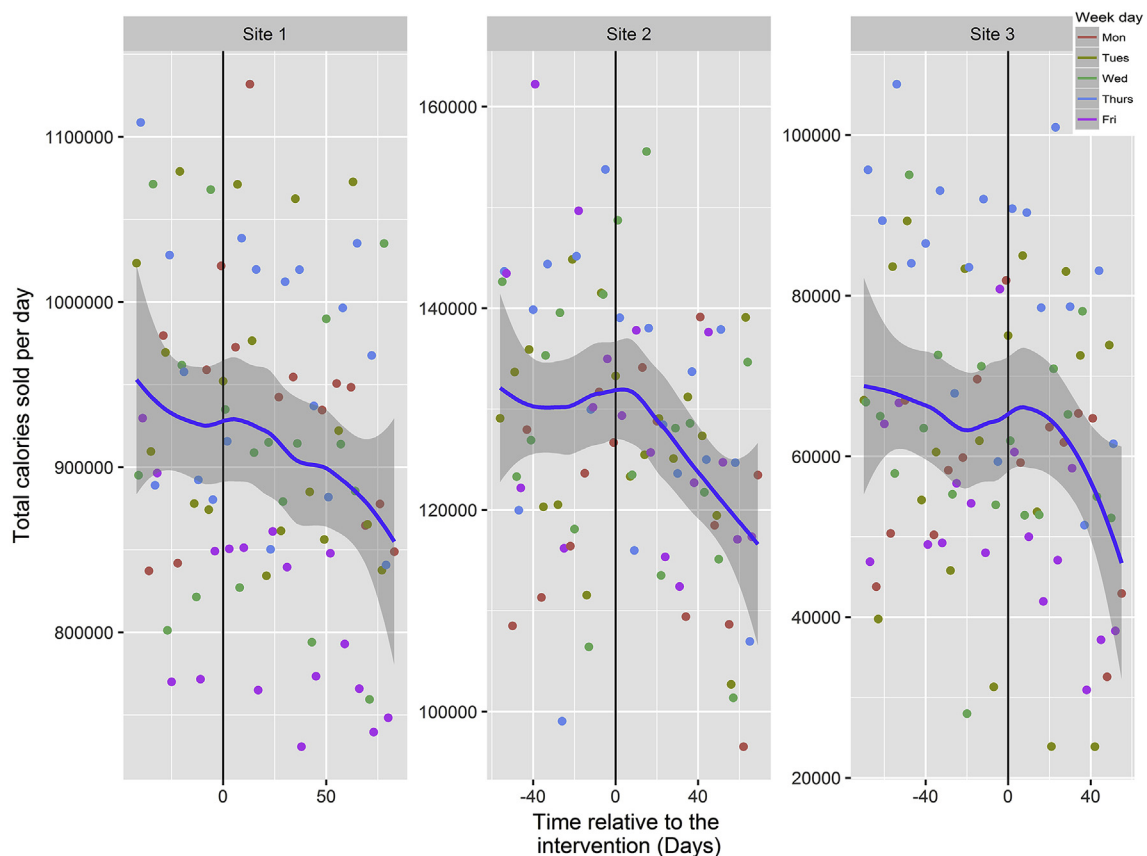 Site 1
Site 2
Site 3
Week day
Mon
Tues
Wed
Thurs
Fri
Total calories sold per day
1100000
1000000
900000
800000
160000
140000
120000
100000
100000
80000
60000
40000
20000
0
50
-40
0
40
-40
0
40
Time relative to the
intervention (Days)